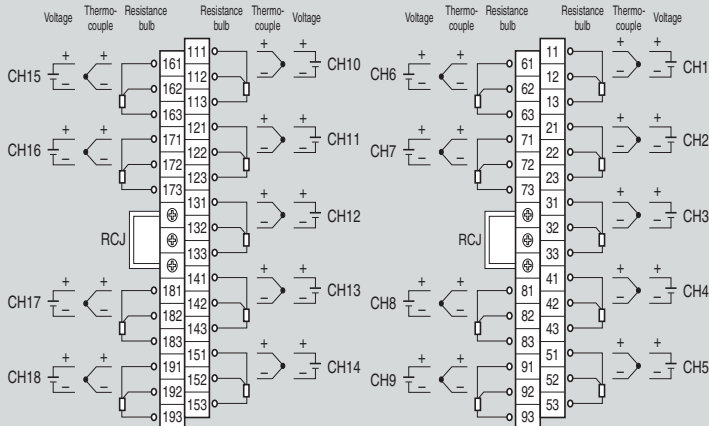 Voltage Thermo-couple Resistance bulb Resistance bulb Thermo-couple Voltage
CH15 + − + − 161 162 163
CH16 + − + − 171 172 173
RCJ
CH17 + − + − 181 182 183
CH18 + − + − 191 192 193
111 112 113 + − + − CH10
121 122 123 + − + − CH11
131 132 133 + − + − CH12
141 142 143 + − + − CH13
151 152 153 + − + − CH14
Voltage Thermo-couple Resistance bulb Resistance bulb Thermo-couple Voltage
CH6 + − + − 61 62 63
CH7 + − + − 71 72 73
RCJ
CH8 + − + − 81 82 83
CH9 + − + − 91 92 93
11 12 13 + − + − CH1
21 22 23 + − + − CH2
31 32 33 + − + − CH3
41 42 43 + − + − CH4
51 52 53 + − + − CH5